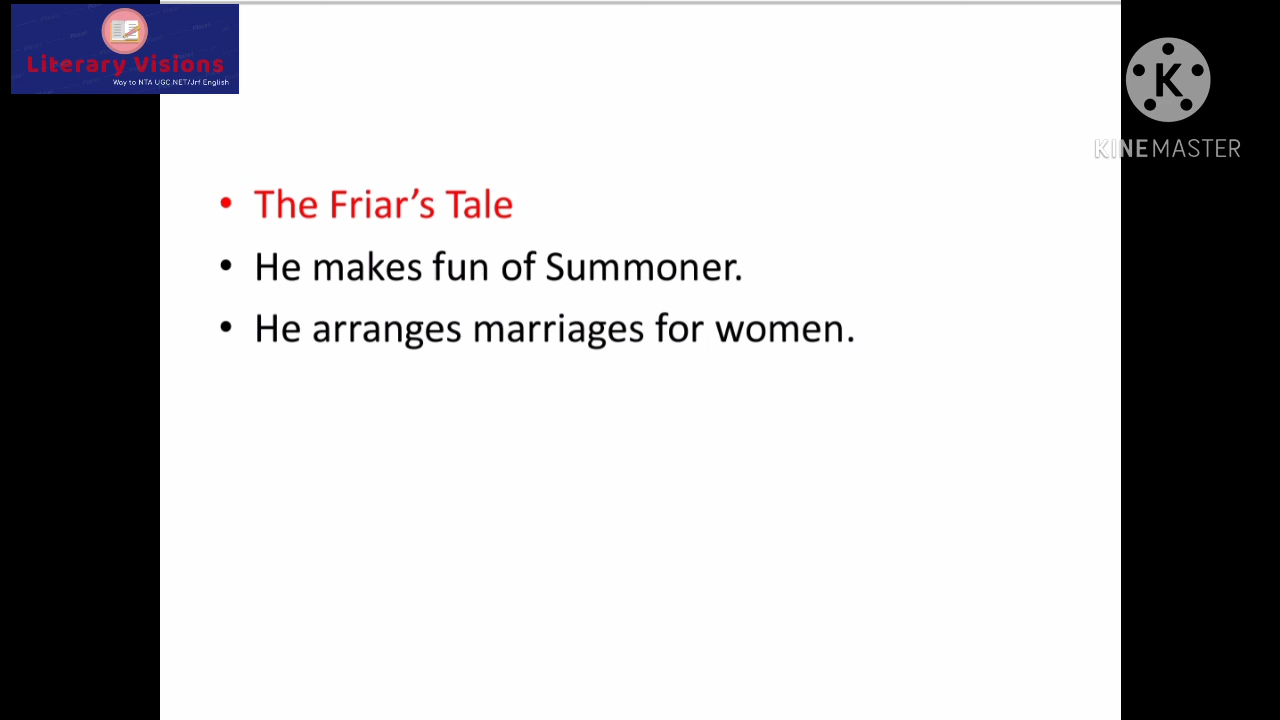 Literary Visions
Way to NTA UGC NET/Jrf English
K
KINEMASTER
• The Friar's Tale
• He makes fun of Summoner.
• He arranges marriages for women.